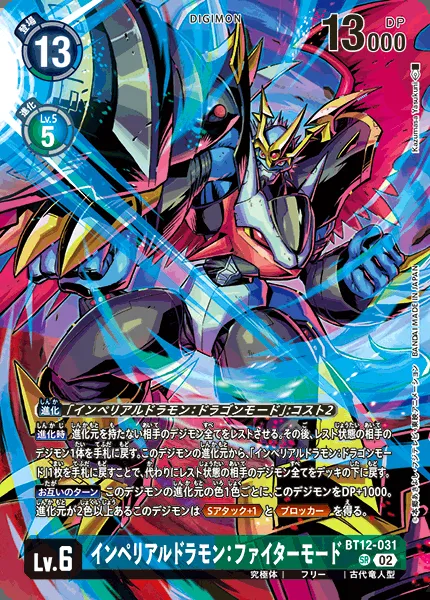 登場
13
DIGIMON
DP
13000
進化
Lv.5
5
Kazumasa Yasukuni
BANDAI MADE IN JAPAN
進化 「インペリアルドラモン：ドラゴンモード」：コスト2
進化時 進化元を持たない相手のデジモン全てをレストさせる。その後、レスト状態の相手の
デジモン1体を手札に戻す。このデジモンの進化元から、「インペリアルドラモン：ドラゴンモー
ド」1枚を手札に戻すことで、代わりにレスト状態の相手のデジモン全てをデッキの下に戻す。
お互いのターン このデジモンの進化元の色1色ごとに、このデジモンをDP+1000。
進化元が2色以上あるこのデジモンは Sアタック+1 と ブロッカー を得る。
Lv.6
インペリアルドラモン：ファイターモード
BT12-031
SR 02
究極体 | フリー | 古代竜人型